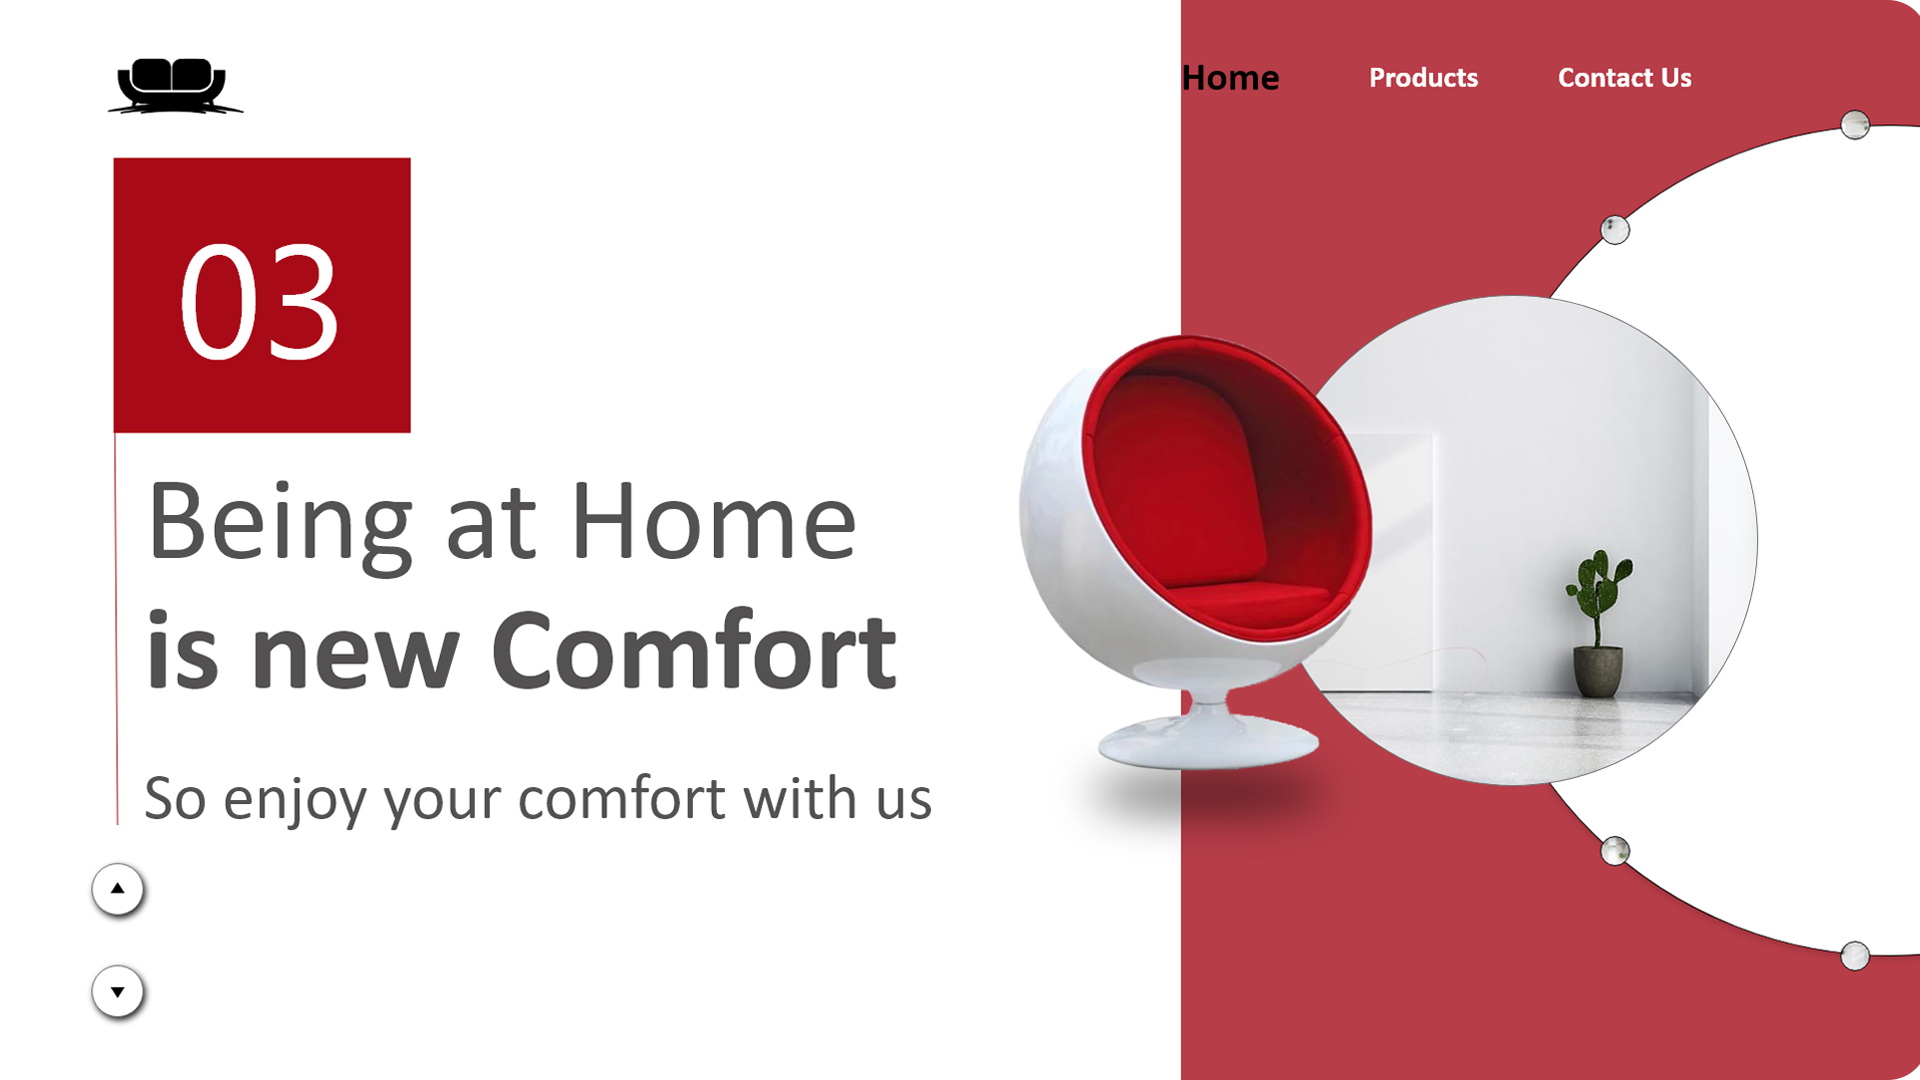 Home
Products
Contact Us
03
Being at Home
is new Comfort
So enjoy your comfort with us